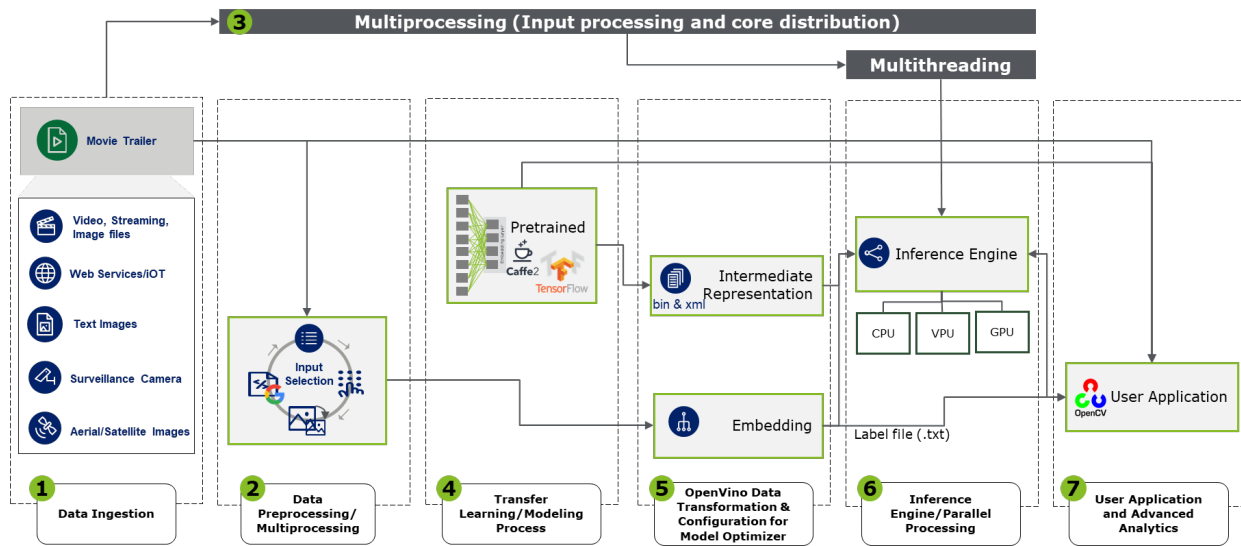 3
Multiprocessing (Input processing and core distribution)
Multithreading
Movie Trailer
Video, Streaming,
Image files
Web Services/iOT
Text Images
Surveillance Camera
Aerial/Satellite Images
Input
Selection
Pretrained
Caffe2
TensorFlow
bin & xml
Intermediate
Representation
Embedding
Inference Engine
CPU
VPU
GPU
Label file (.txt)
OpenCV
User Application
1
Data Ingestion
2
Data
Preprocessing/
Multiprocessing
4
Transfer
Learning/Modeling
Process
5
OpenVino Data
Transformation &
Configuration for
Model Optimizer
6
Inference
Engine/Parallel
Processing
7
User Application
and Advanced
Analytics